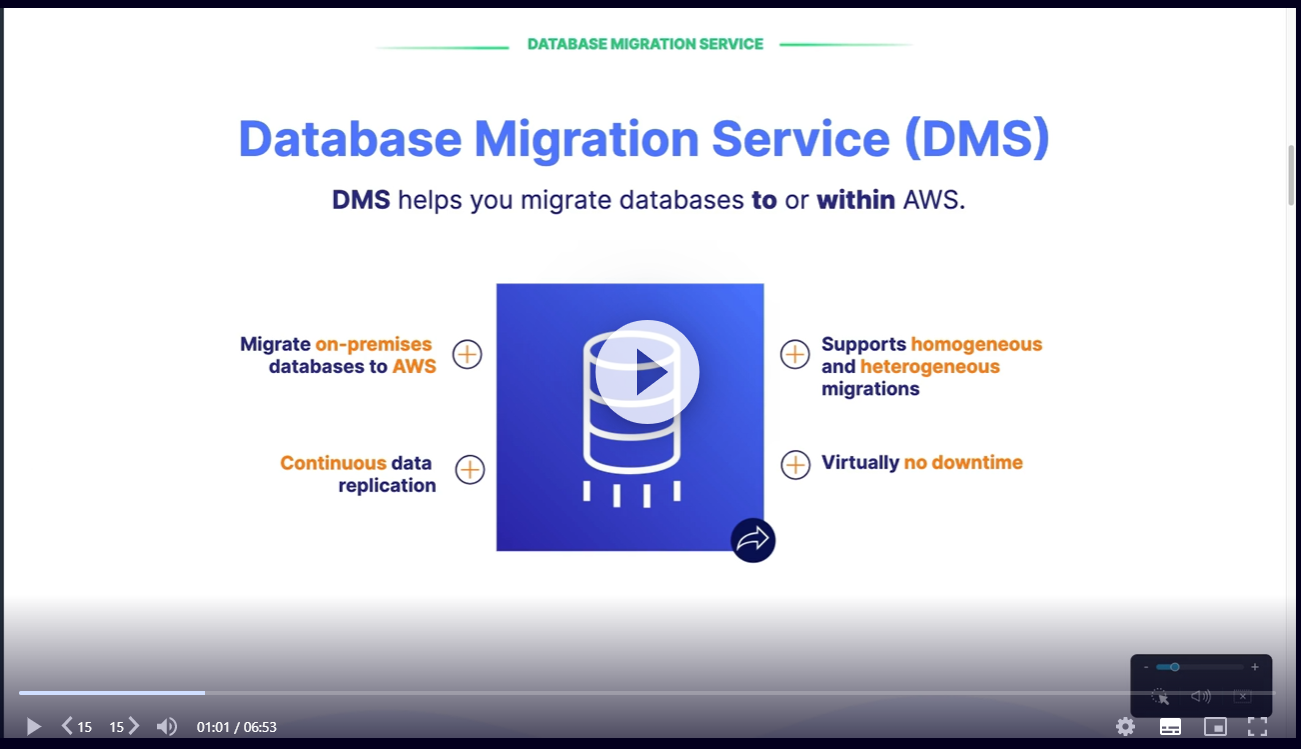 DATABASE MIGRATION SERVICE
Database Migration Service (DMS)
DMS helps you migrate databases to or within AWS.
Migrate on-premises
databases to AWS
Continuous data
replication
Supports homogeneous
and heterogeneous
migrations
Virtually no downtime
- +
15 15 01:01 / 06:53